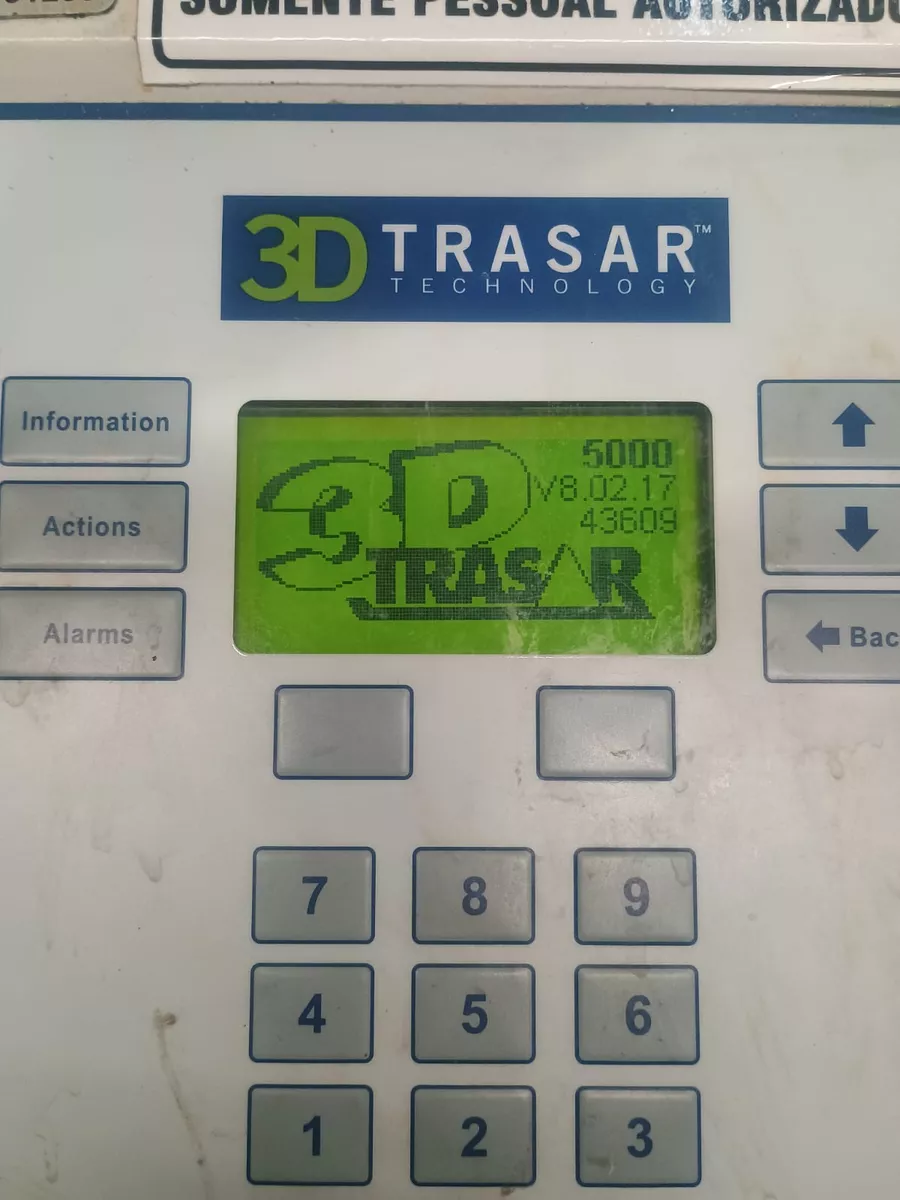 SOMENTE PESSOAL AUTORIZADO
3D TRASAR™
TECHNOLOGY
Information
Actions
Alarms
5000
V8.02.17
43609
3D
TRASAR
Bac
7 8 9
4 5 6
1 2 3